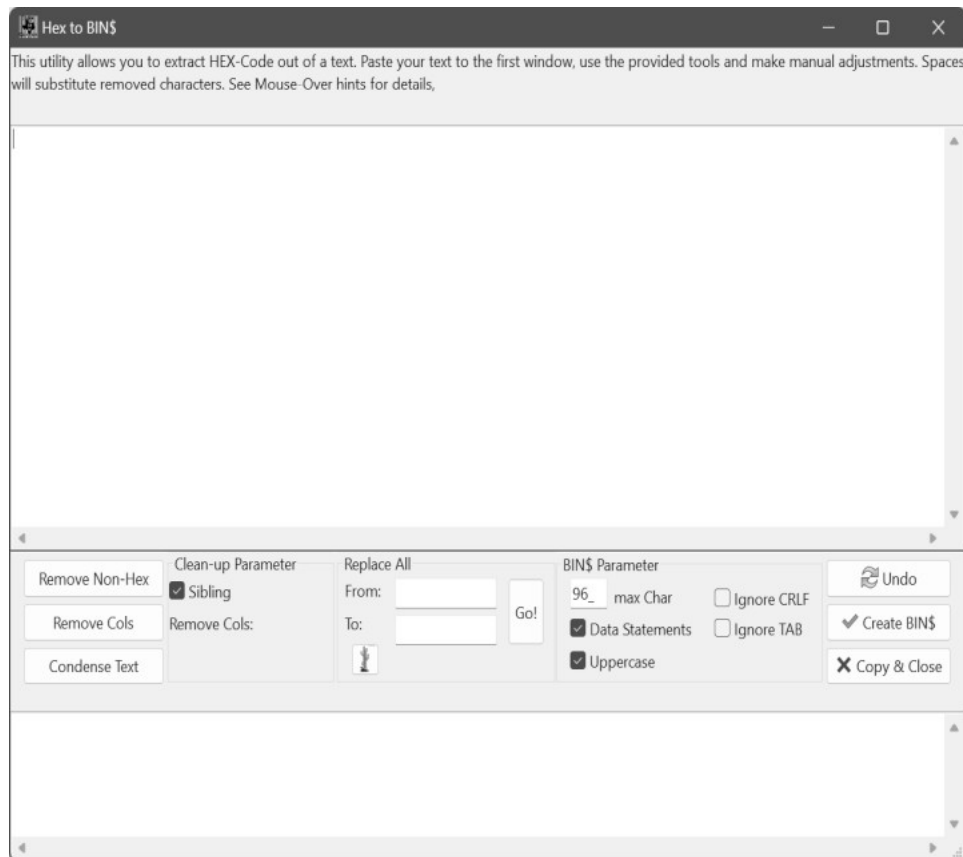 Hex to BIN$
This utility allows you to extract HEX-Code out of a text. Paste your text to the first window, use the provided tools and make manual adjustments. Spaces
will substitute removed characters. See Mouse-Over hints for details,
Remove Non-Hex
Remove Cols
Condense Text
Clean-up Parameter
Sibling
Remove Cols:
Replace All
From:
To:
Go!
BIN$ Parameter
96_ max Char
Ignore CRLF
Data Statements
Ignore TAB
Uppercase
Undo
Create BIN$
Copy & Close